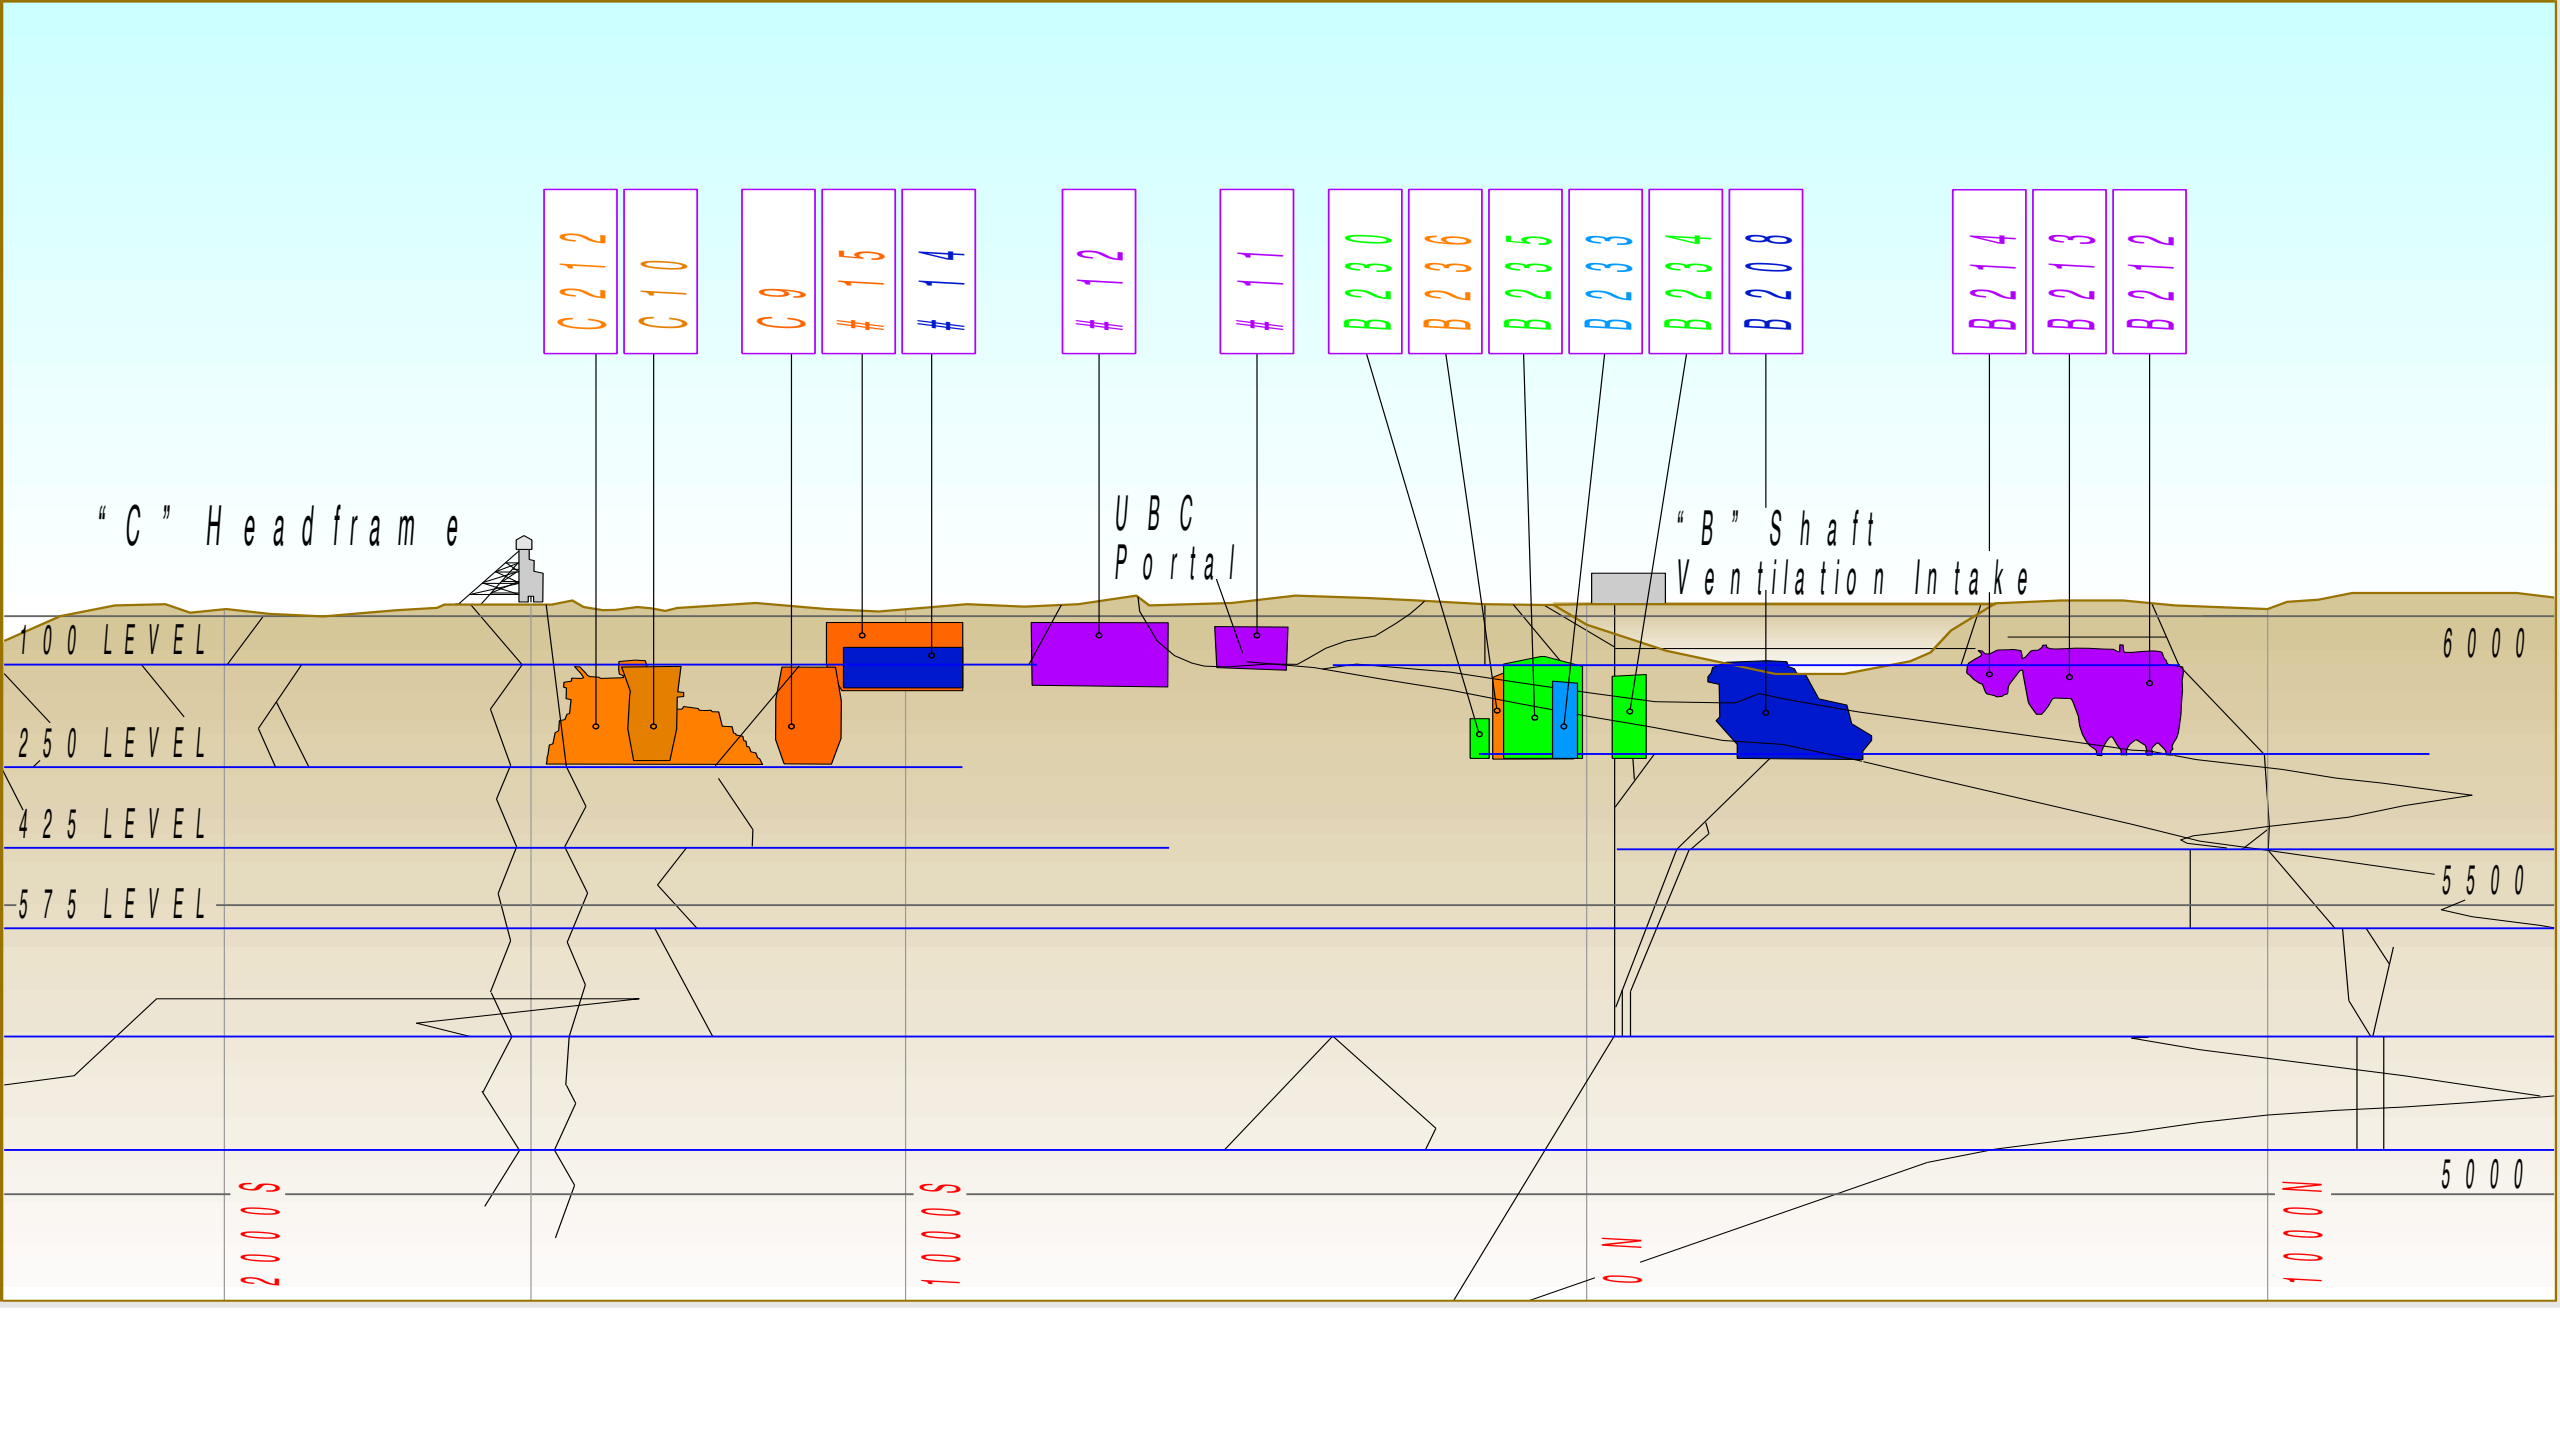 C212
C10
C9
#15
#14
#12
#11
B230
B236
B235
B233
B234
B208
B214
B213
B212
“C” Headframe
UBC
Portal
“B” Shaft
Ventilation Intake
100 LEVEL
6000
250 LEVEL
425 LEVEL
575 LEVEL
5500
5000
2000S
1000S
0N
1000N